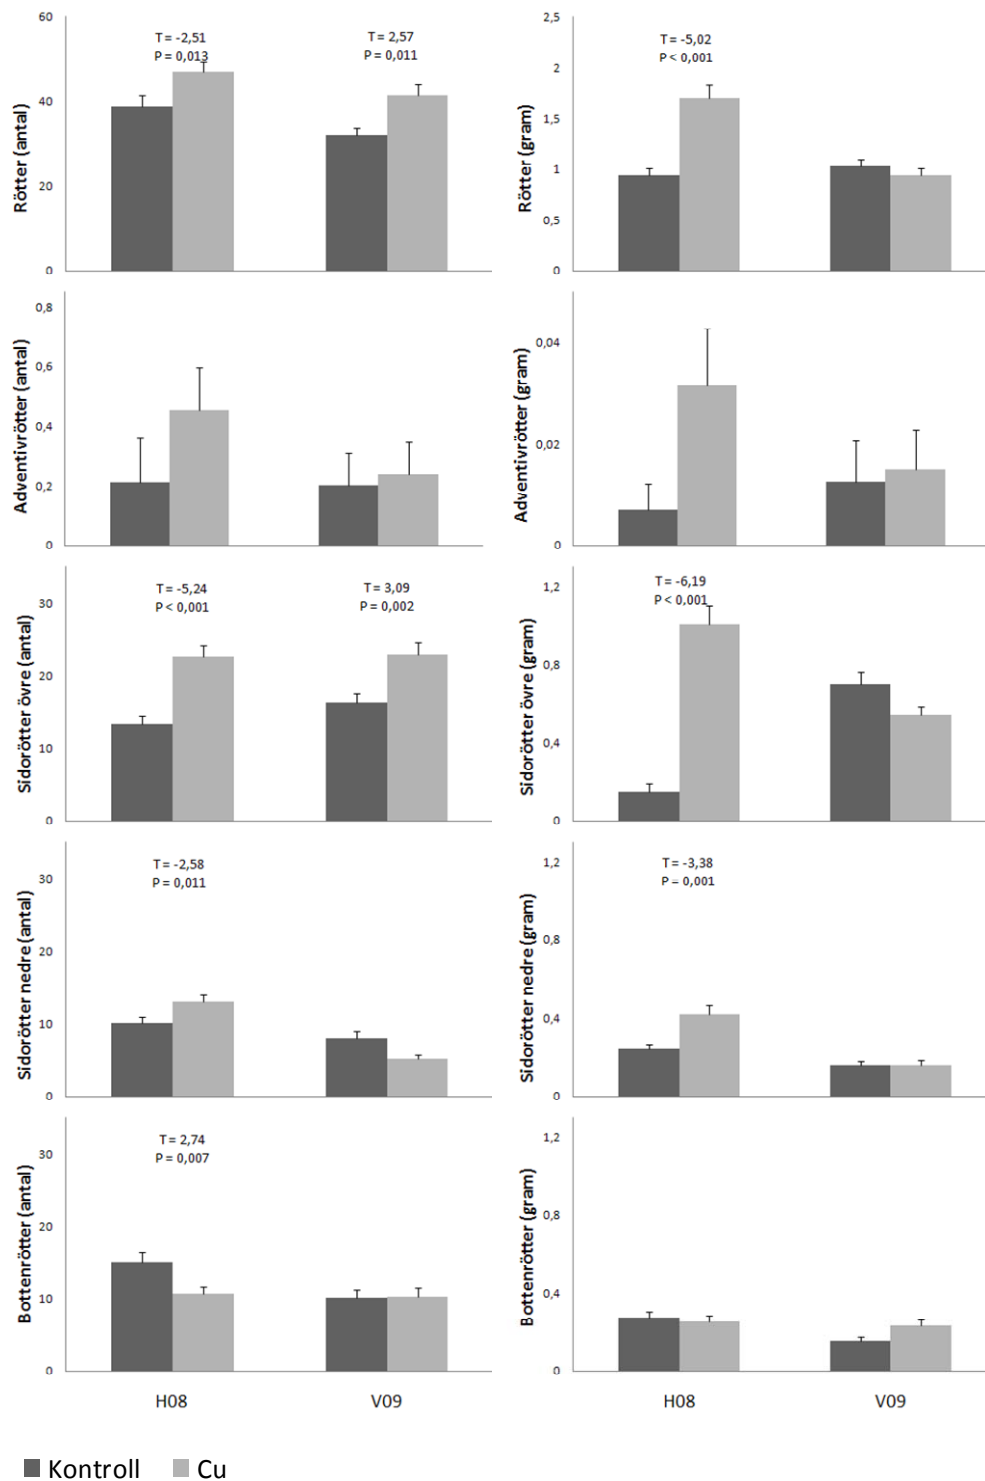 Rötter (antal)
60
40
20
0
T = -2,51
P = 0,013
T = 2,57
P = 0,011
Rötter (gram)
2,5
2
1,5
1
0,5
0
T = -5,02
P < 0,001
Adventivrötter (antal)
0,8
0,6
0,4
0,2
0
Adventivrötter (gram)
0,04
0,02
0
Sidorötter övre (antal)
30
20
10
0
T = -5,24
P < 0,001
T = 3,09
P = 0,002
Sidorötter övre (gram)
1,2
0,8
0,4
0
T = -6,19
P < 0,001
Sidorötter nedre (antal)
30
20
10
0
T = -2,58
P = 0,011
Sidorötter nedre (gram)
1,2
0,8
0,4
0
T = -3,38
P = 0,001
Bottenrötter (antal)
30
20
10
0
T = 2,74
P = 0,007
H08
V09
Bottenrötter (gram)
1,2
0,8
0,4
0
H08
V09
Kontroll Cu